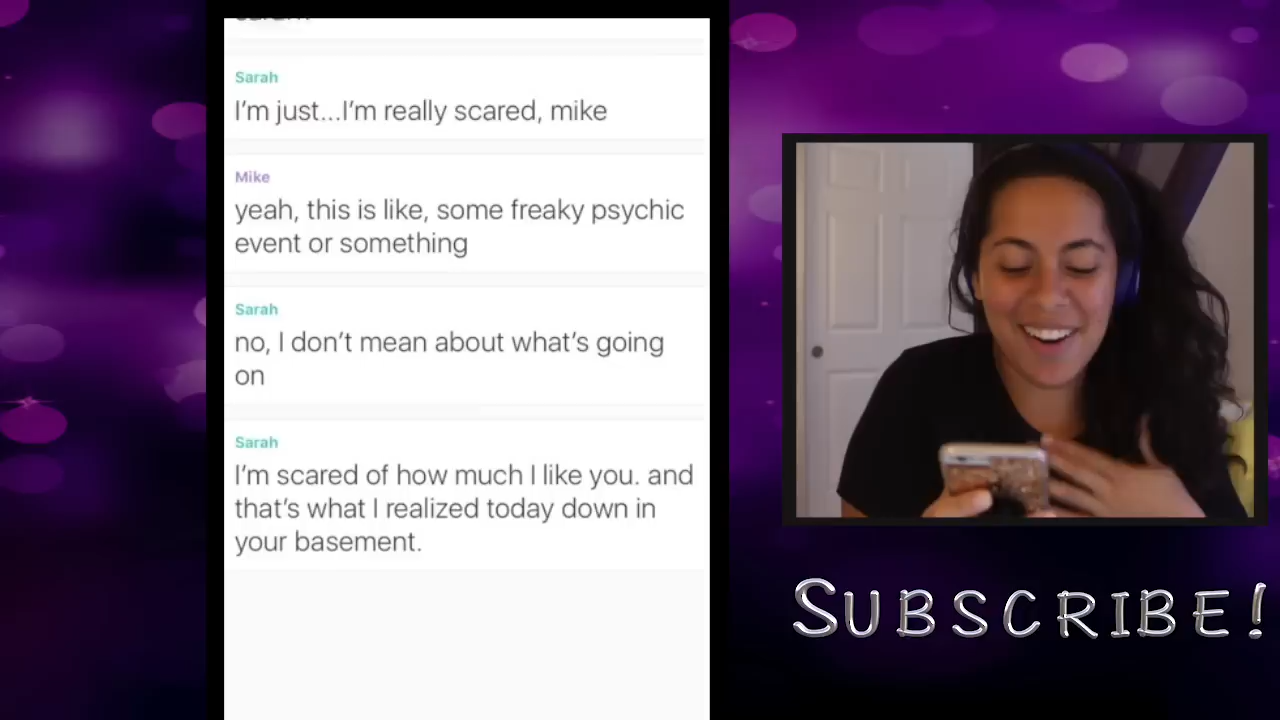 Sarah
I'm just...I'm really scared, mike
Mike
yeah, this is like, some freaky psychic
event or something
Sarah
no, I don't mean about what's going
on
Sarah
I'm scared of how much I like you. and
that's what I realized today down in
your basement.
SUBSCRIBE!